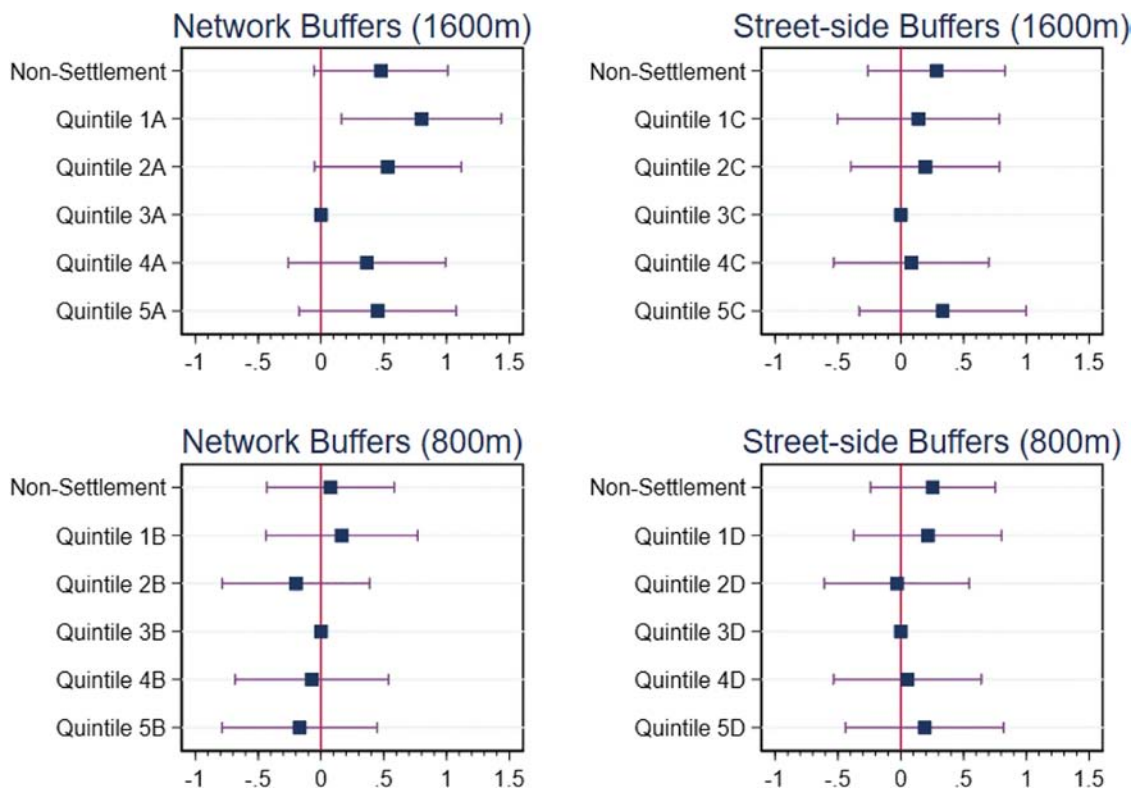 Network Buffers (1600m)
Non-Settlement
Quintile 1A
Quintile 2A
Quintile 3A
Quintile 4A
Quintile 5A
-1 -.5 0 .5 1 1.5
Street-side Buffers (1600m)
Non-Settlement
Quintile 1C
Quintile 2C
Quintile 3C
Quintile 4C
Quintile 5C
-1 -.5 0 .5 1 1.5
Network Buffers (800m)
Non-Settlement
Quintile 1B
Quintile 2B
Quintile 3B
Quintile 4B
Quintile 5B
-1 -.5 0 .5 1 1.5
Street-side Buffers (800m)
Non-Settlement
Quintile 1D
Quintile 2D
Quintile 3D
Quintile 4D
Quintile 5D
-1 -.5 0 .5 1 1.5